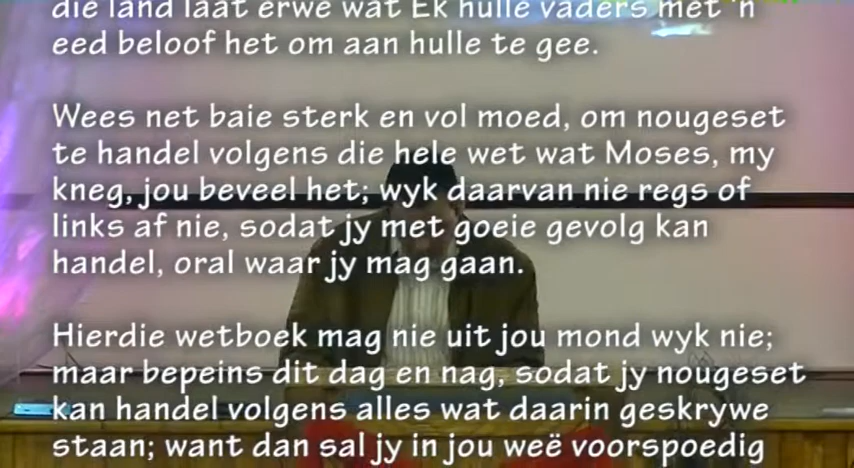 die land laat erwe wat Ek hulle vaders met 'n
eed beloof het om aan hulle te gee.
Wees net baie sterk en vol moed, om nougeset
te handel volgens die hele wet wat Moses, my
kneg, jou beveel het; wyk daarvan nie regs of
links af nie, sodat jy met goeie gevolg kan
handel, oral waar jy mag gaan.
Hierdie wetboek mag nie uit jou mond wyk nie;
maar bepeins dit dag en nag, sodat jy nougeset
kan handel volgens alles wat daarin geskrywe
staan; want dan sal jy in jou weë voorspoedig